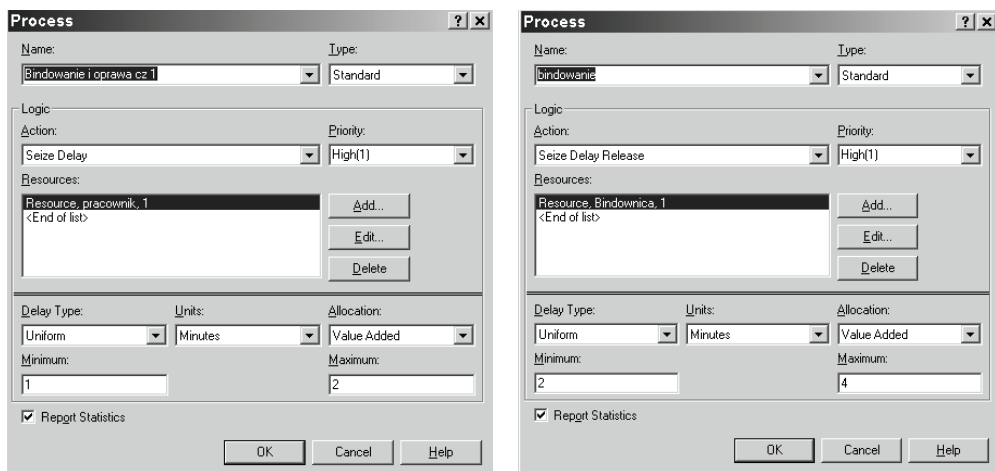 Process
? x
Name:
Type:
Bindowanie i oprawa cz 1
Standard
Logic
Action:
Priority:
Seize Delay
High(1)
Resources:
Resource, pracownik, 1
<End of list>
Add...
Edit...
Delete
Delay Type:
Units:
Allocation:
Uniform
Minutes
Value Added
Minimum:
Maximum:
1
2
Report Statistics
OK
Cancel
Help
Process
? x
Name:
Type:
bindowanie
Standard
Logic
Action:
Priority:
Seize Delay Release
High(1)
Resources:
Resource, Bindownica, 1
<End of list>
Add...
Edit...
Delete
Delay Type:
Units:
Allocation:
Uniform
Minutes
Value Added
Minimum:
Maximum:
2
4
Report Statistics
OK
Cancel
Help